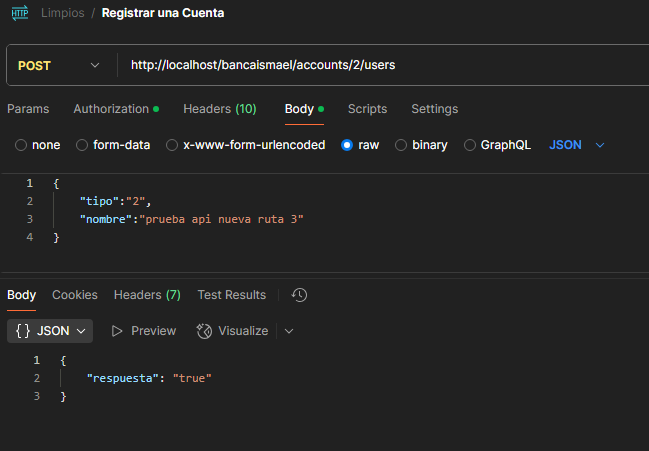 HTTP Limpios / Registrar una Cuenta
POST http://localhost/bancaismael/accounts/2/users
Params Authorization Headers (10) Body Scripts Settings
none form-data x-www-form-urlencoded raw binary GraphQL JSON
1 {
2 "tipo":"2",
3 "nombre":"prueba api nueva ruta 3"
4 }
Body Cookies Headers (7) Test Results
{} JSON Preview Visualize
1 {
2 "respuesta": "true"
3 }